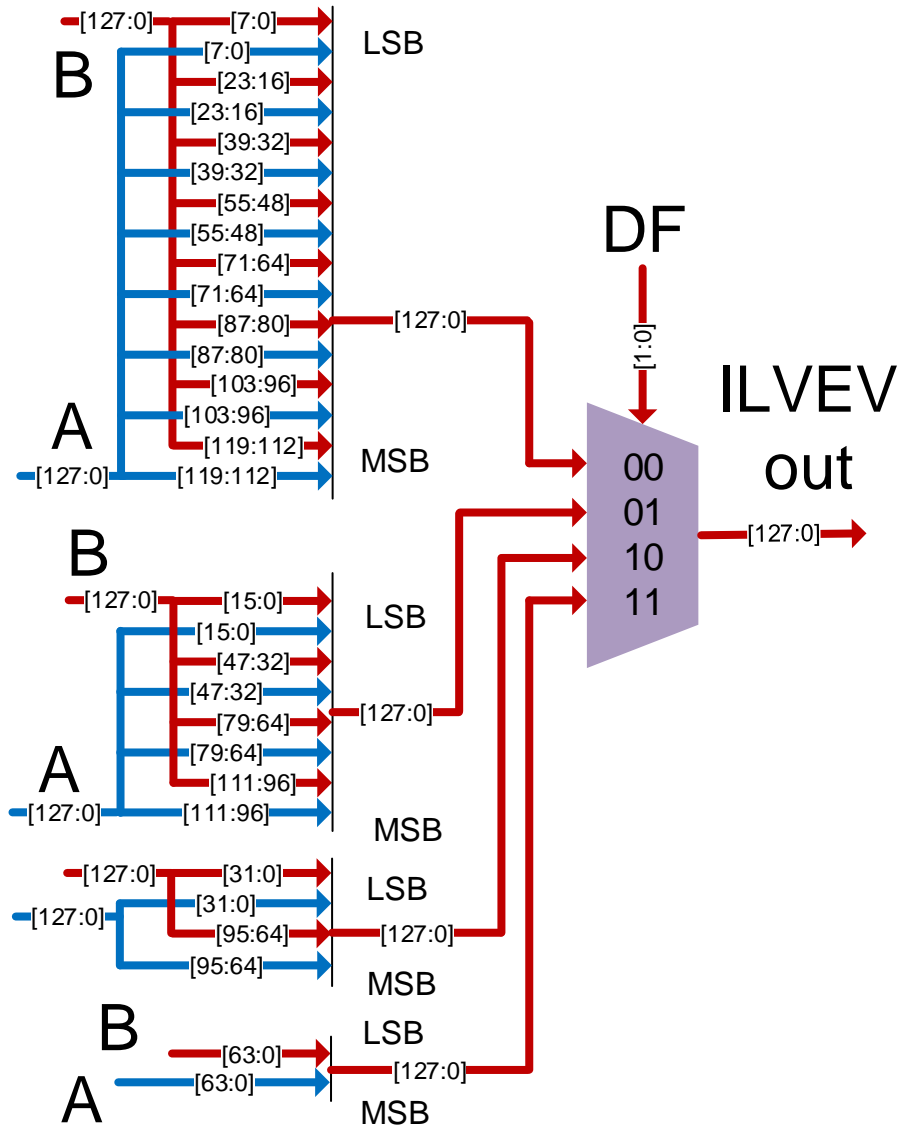 [127:0] [7:0]
LSB
[7:0]
B
[23:16]
[23:16]
[39:32]
[39:32]
[55:48]
[55:48]
[71:64]
[71:64]
[87:80]
[87:80]
[103:96]
[103:96]
A
[119:112]
MSB
[127:0] [119:112]
[127:0]
DF
[1:0]
ILVEV
out
00
01
10
11
[127:0]
B
[127:0] [15:0]
LSB
[15:0]
[47:32]
[47:32]
[79:64]
[127:0]
[79:64]
A
[111:96]
[127:0] [111:96]
MSB
[127:0] [31:0]
LSB
[31:0]
[127:0]
[95:64]
[127:0]
[95:64]
MSB
B
LSB
[63:0]
[127:0]
A
[63:0]
MSB